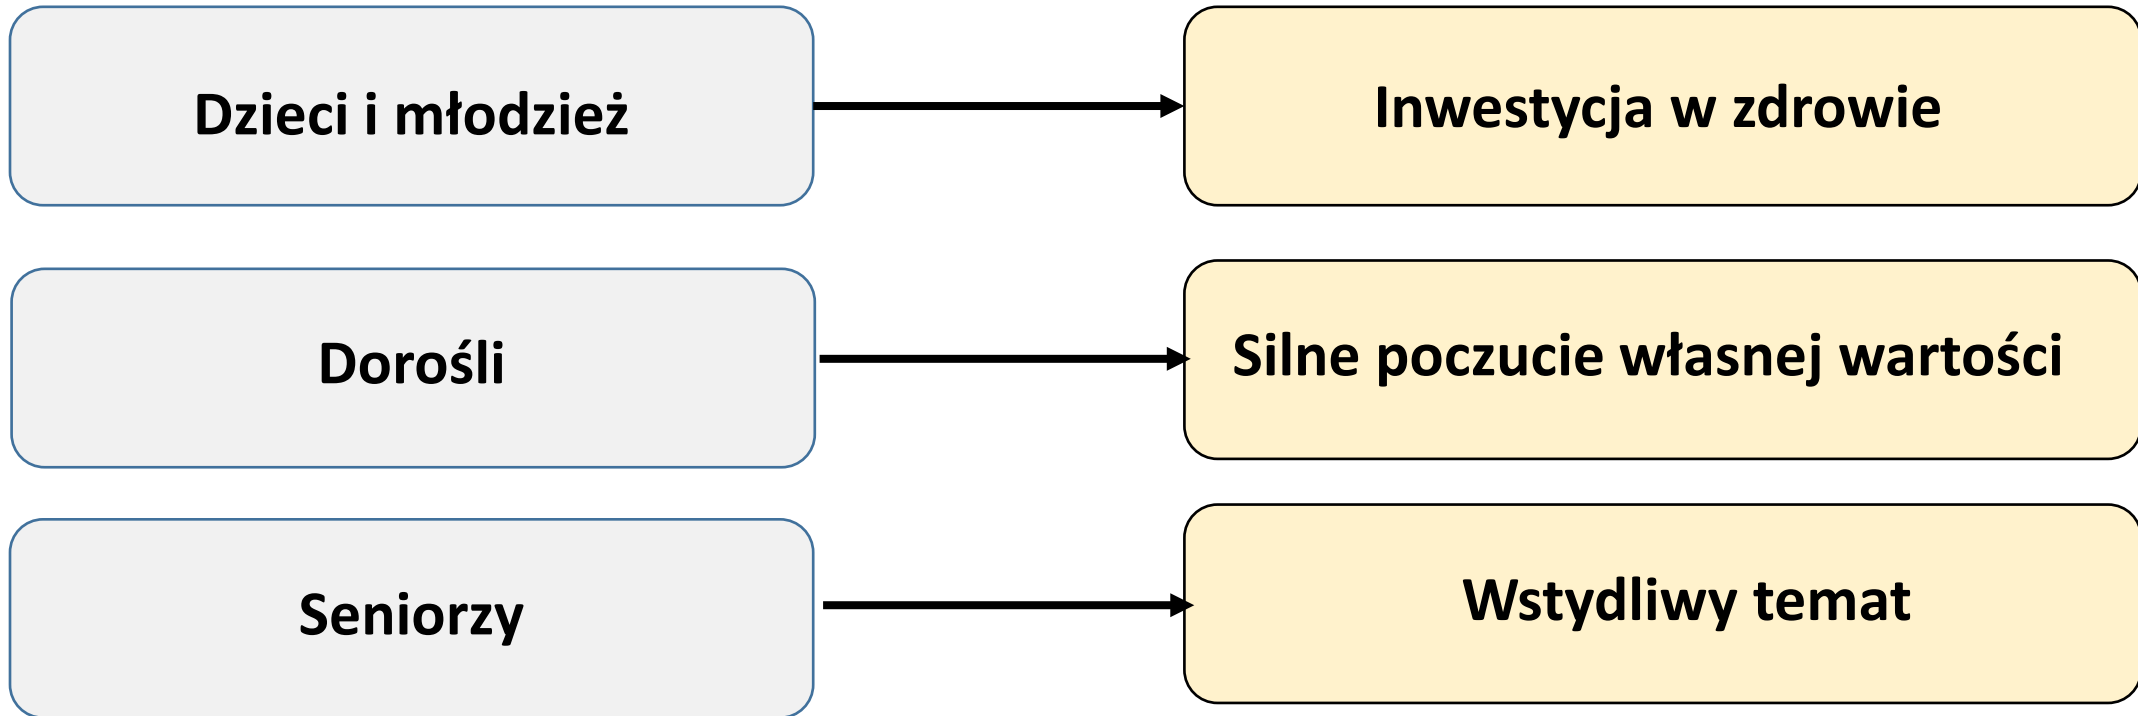 Dzieci i młodzież
Inwestycja w zdrowie
Dorośli
Silne poczucie własnej wartości
Seniorzy
Wstydliwy temat